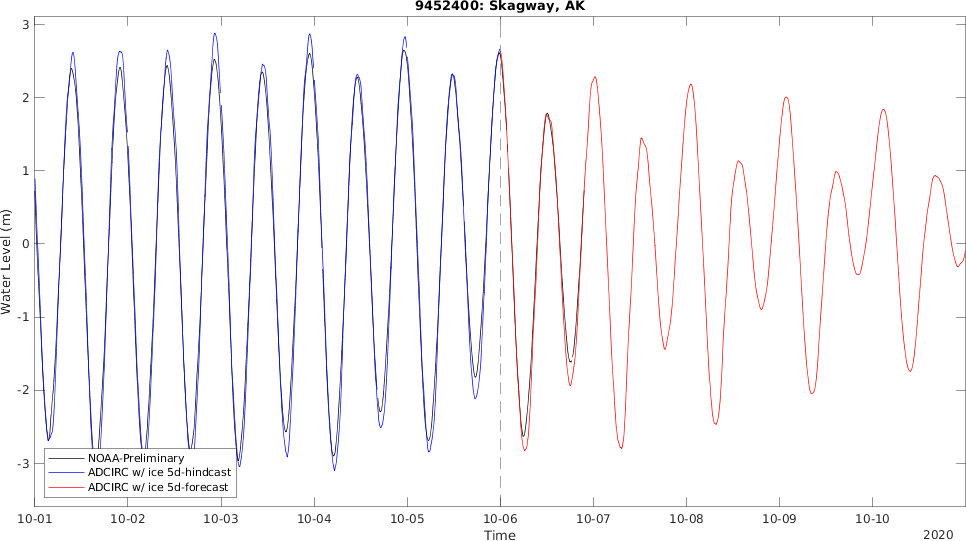 9452400: Skagway, AK
Water Level (m)
3
2
1
0
-1
-2
-3
NOAA-Preliminary
ADCIRC w/ ice 5d-hindcast
ADCIRC w/ ice 5d-forecast
10-01 10-02 10-03 10-04 10-05 10-06 10-07 10-08 10-09 10-10
Time
2020